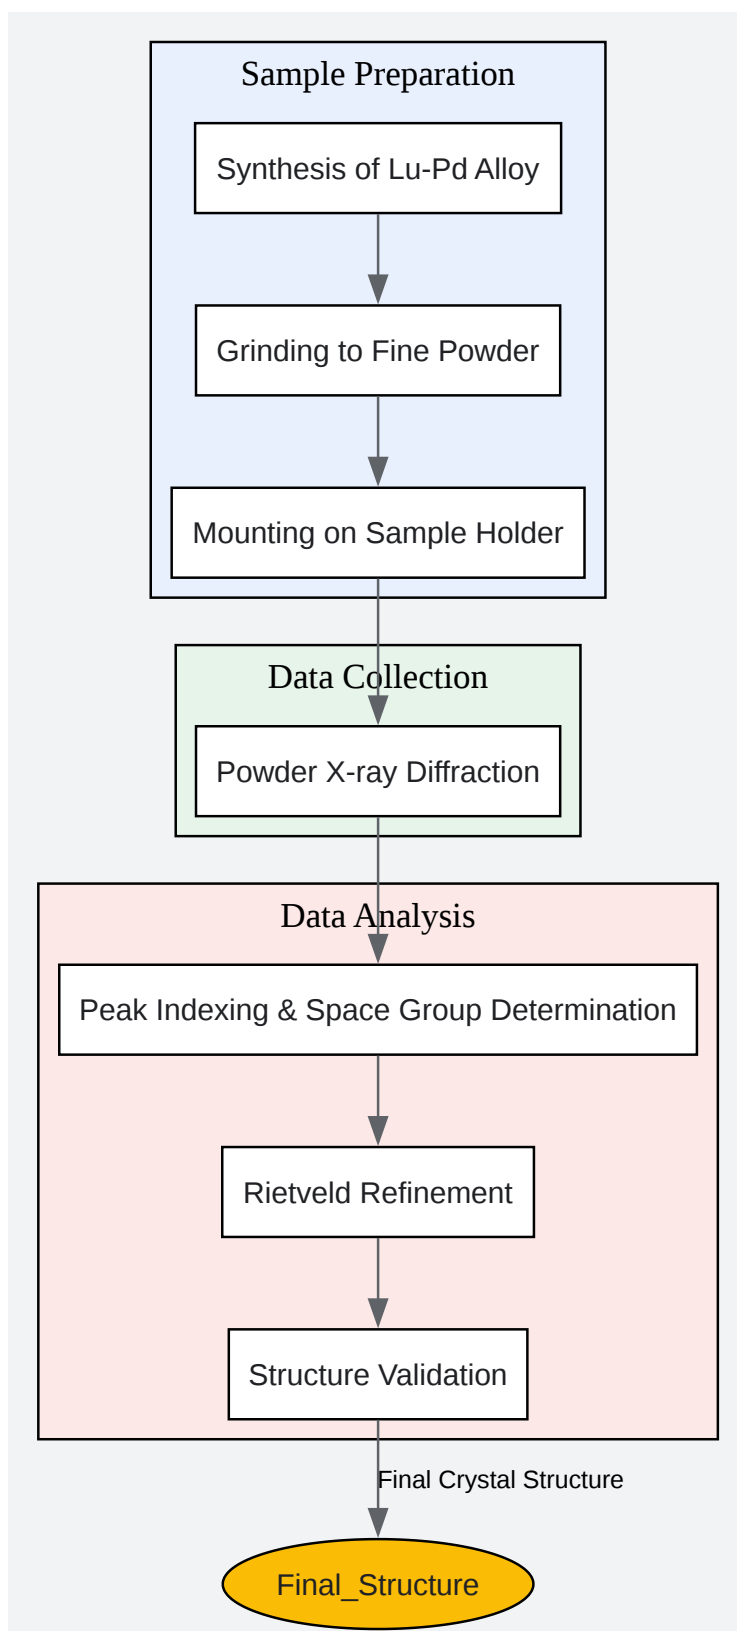 Sample Preparation
Synthesis of Lu-Pd Alloy
Grinding to Fine Powder
Mounting on Sample Holder
Data Collection
Powder X-ray Diffraction
Data Analysis
Peak Indexing & Space Group Determination
Rietveld Refinement
Structure Validation
Final Crystal Structure
Final_Structure